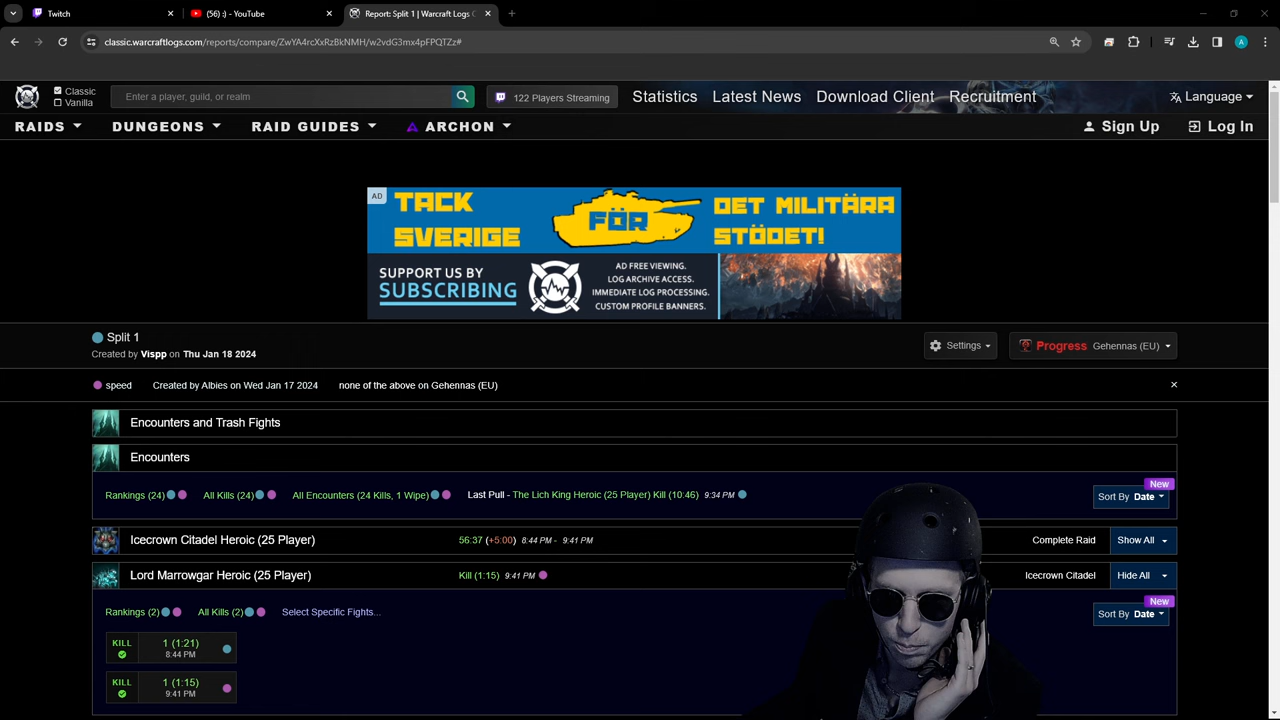 Twitch
(56) :) - YouTube
Report: Split 1 | Warcraft Logs C
classic.warcraftlogs.com/reports/compare/ZwYA4rcXxRzBkNMH/w2vdG3mx4pFPQTZz#
A
Classic
Vanilla
Enter a player, guild, or realm
122 Players Streaming
Statistics
Latest News
Download Client
Recruitment
Language
RAIDS
DUNGEONS
RAID GUIDES
ARCHON
Sign Up
Log In
AD
TACK SVERIGE
FÖR
DET MILITÄRA STÖDET!
SUPPORT US BY
SUBSCRIBING
AD FREE VIEWING.
LOG ARCHIVE ACCESS.
IMMEDIATE LOG PROCESSING.
CUSTOM PROFILE BANNERS.
Split 1
Created by Vispp on Thu Jan 18 2024
Settings
Progress Gehennas (EU)
speed Created by Albies on Wed Jan 17 2024 none of the above on Gehennas (EU)
Encounters and Trash Fights
Encounters
Rankings (24) All Kills (24) All Encounters (24 Kills, 1 Wipe) Last Pull - The Lich King Heroic (25 Player) Kill (10:46) 9:34 PM
New
Sort By Date
Icecrown Citadel Heroic (25 Player) 56:37 (+5:00) 8:44 PM - 9:41 PM Complete Raid Show All
Lord Marrowgar Heroic (25 Player) Kill (1:15) 9:41 PM Icecrown Citadel Hide All
Rankings (2) All Kills (2) Select Specific Fights...
New
Sort By Date
KILL 1 (1:21)
8:44 PM
KILL 1 (1:15)
9:41 PM